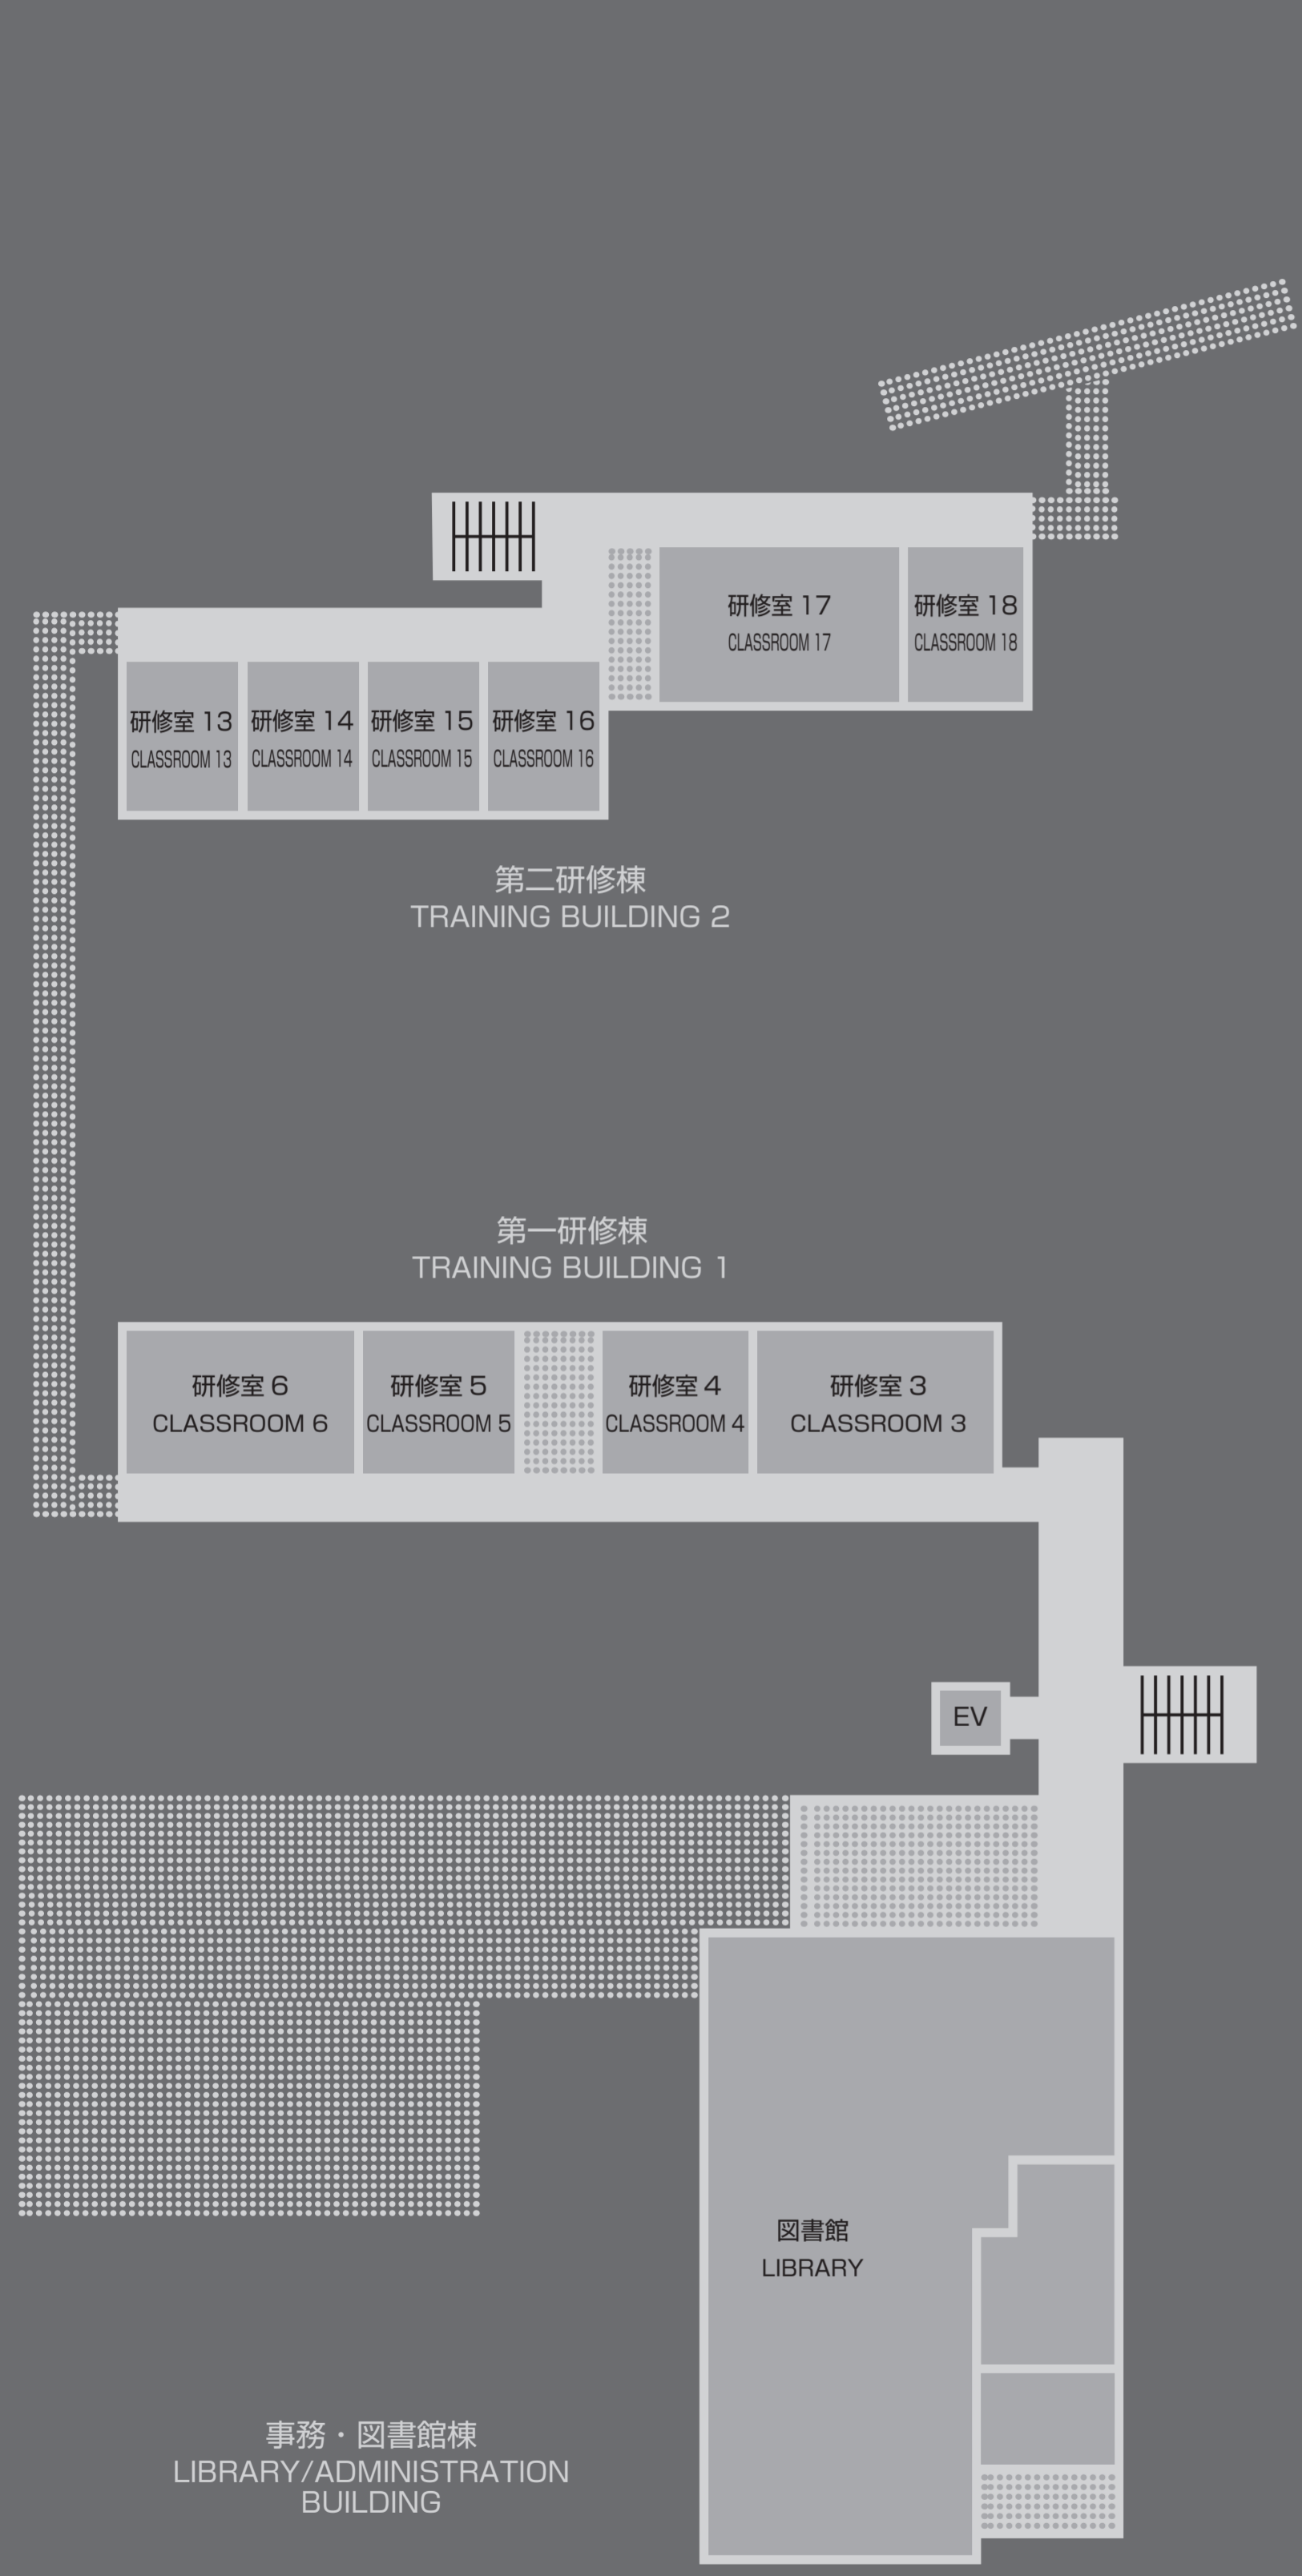 研修室 17
CLASSROOM 17
研修室 18
CLASSROOM 18
研修室 13
CLASSROOM 13
研修室 14
CLASSROOM 14
研修室 15
CLASSROOM 15
研修室 16
CLASSROOM 16
第二研修棟
TRAINING BUILDING 2
第一研修棟
TRAINING BUILDING 1
研修室 6
CLASSROOM 6
研修室 5
CLASSROOM 5
研修室 4
CLASSROOM 4
研修室 3
CLASSROOM 3
EV
図書館
LIBRARY
事務・図書館棟
LIBRARY/ADMINISTRATION
BUILDING